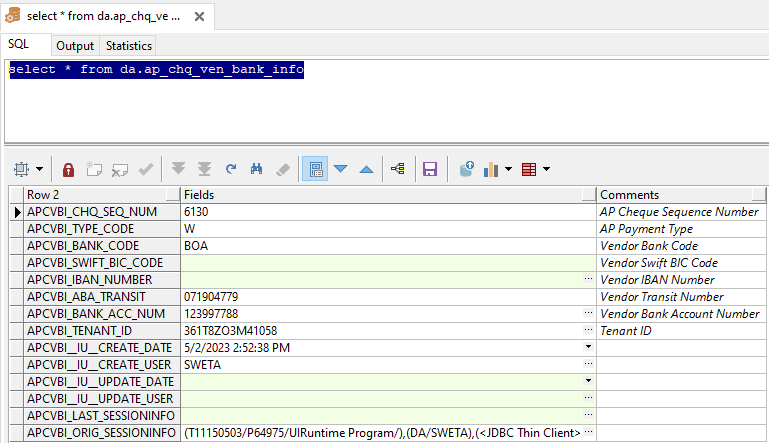 select * from da.ap_chq_ve ...
SQL Output Statistics
select * from da.ap_chq_ven_bank_info
Row 2 Fields Comments
APCVBI_CHQ_SEQ_NUM 6130 AP Cheque Sequence Number
APCVBI_TYPE_CODE W AP Payment Type
APCVBI_BANK_CODE BOA Vendor Bank Code
APCVBI_SWIFT_BIC_CODE Vendor Swift BIC Code
APCVBI_IBAN_NUMBER ... Vendor IBAN Number
APCVBI_ABA_TRANSIT 071904779 Vendor Transit Number
APCVBI_BANK_ACC_NUM 123997788 ... Vendor Bank Account Number
APCVBI_TENANT_ID 361T8ZO3M41058 ... Tenant ID
APCVBI__IU__CREATE_DATE 5/2/2023 2:52:38 PM
APCVBI__IU__CREATE_USER SWETA ...
APCVBI__IU__UPDATE_DATE
APCVBI__IU__UPDATE_USER ...
APCVBI_LAST_SESSIONINFO ...
APCVBI_ORIG_SESSIONINFO (T11150503/P64975/UIRuntime Program/),(DA/SWETA),(<JDBC Thin Client> ...